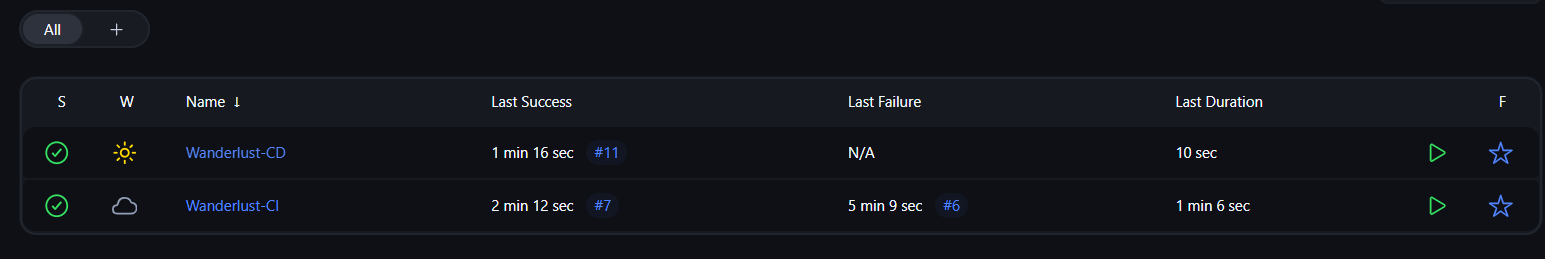 All +
S W Name ↓ Last Success Last Failure Last Duration F
Wanderlust-CD 1 min 16 sec #11 N/A 10 sec
Wanderlust-CI 2 min 12 sec #7 5 min 9 sec #6 1 min 6 sec